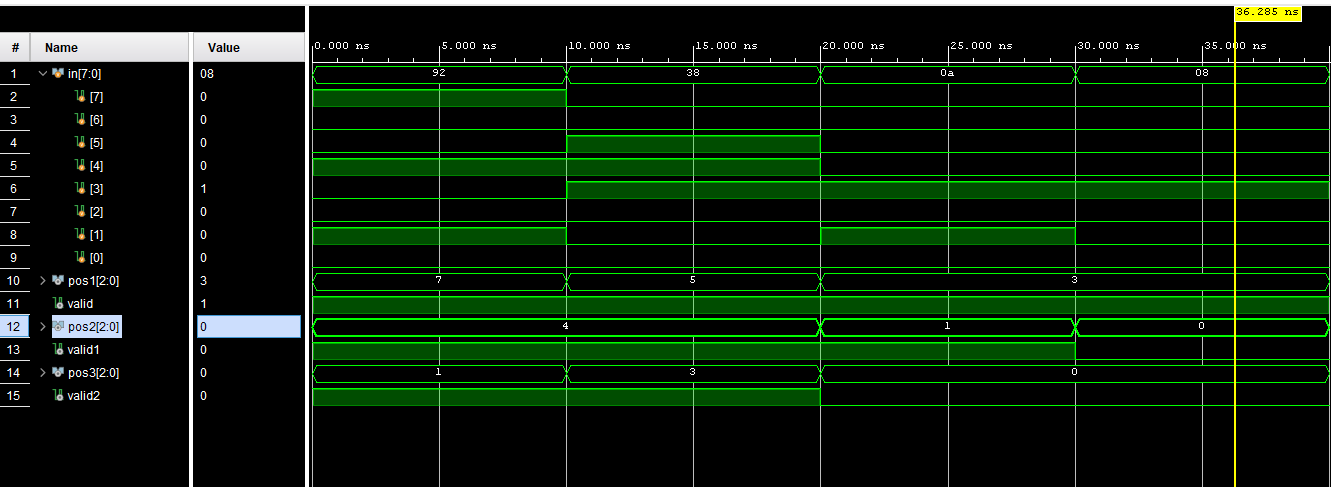 36.285 ns
# Name Value 0.000 ns 5.000 ns 10.000 ns 15.000 ns 20.000 ns 25.000 ns 30.000 ns 35.000 ns
1 in[7:0] 08 92 38 0a 08
2 [7] 0
3 [6] 0
4 [5] 0
5 [4] 0
6 [3] 1
7 [2] 0
8 [1] 0
9 [0] 0
10 pos1[2:0] 3 7 5 3
11 valid 1
12 pos2[2:0] 0 4 1 0
13 valid1 0
14 pos3[2:0] 0 1 3 0
15 valid2 0